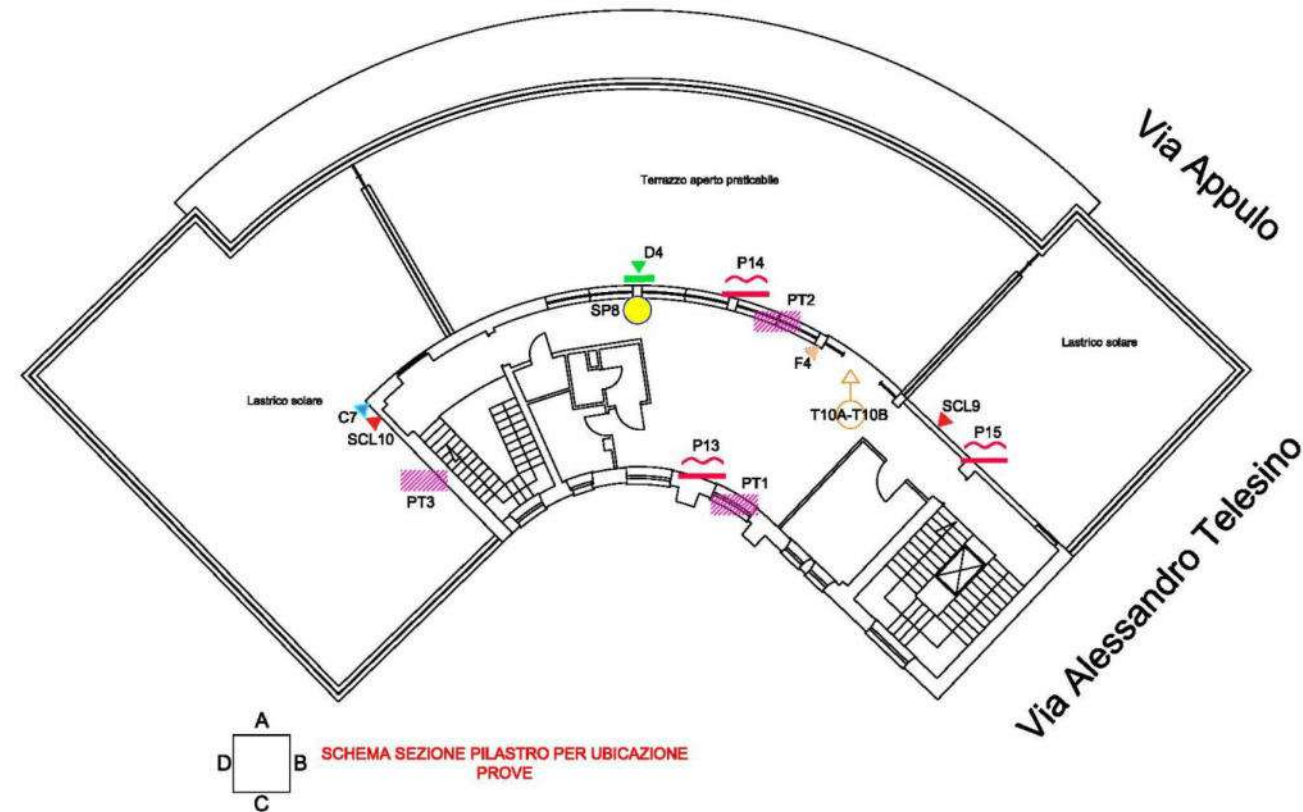 Via Appulo
Terrazzo aperto praticabile
D4
P14
PT2
SP8
F4
Lastrico solare
Lastrico solare
C7
SCL10
T10A-T10B
SCL9
P15
P13
PT3
PT1
Via Alessandro Telesino
A
D
B
C
SCHEMA SEZIONE PILASTRO PER UBICAZIONE
PROVE